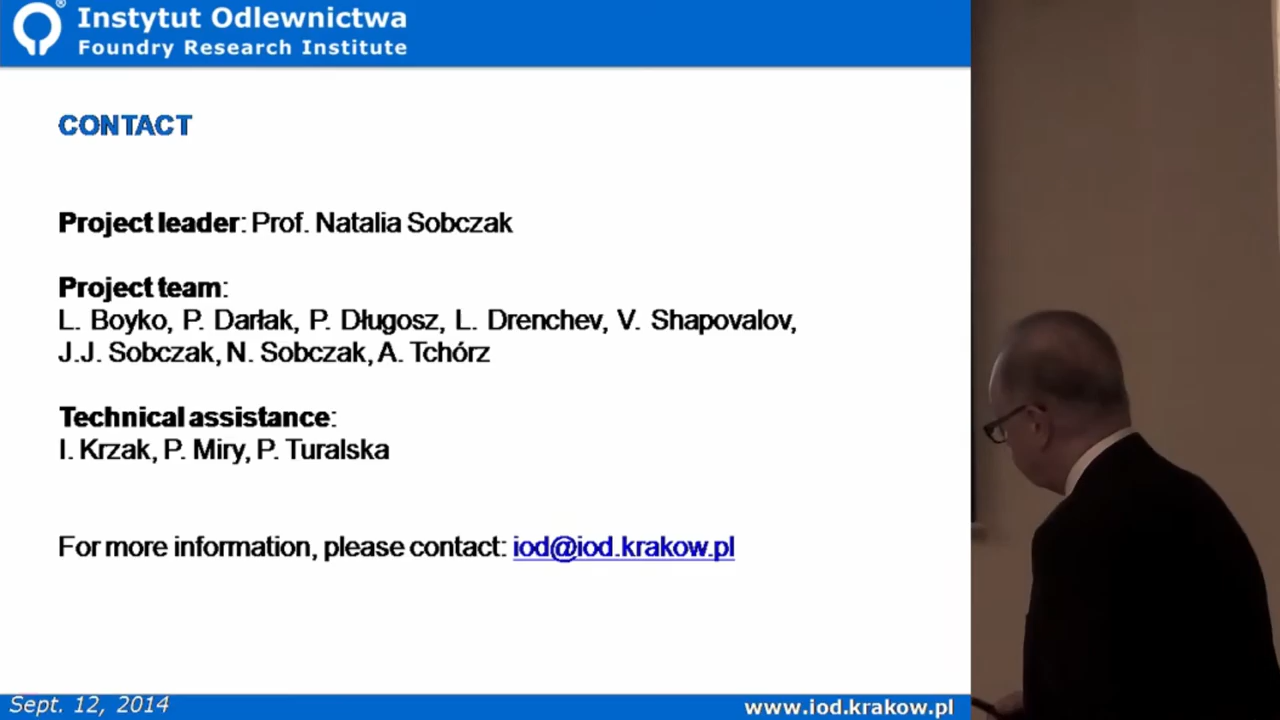 Instytut Odlewnictwa
Foundry Research Institute
CONTACT
Project leader: Prof. Natalia Sobczak
Project team:
L. Boyko, P. Darłak, P. Długosz, L. Drenchev, V. Shapovalov,
J.J. Sobczak, N. Sobczak, A. Tchórz
Technical assistance:
I. Krzak, P. Miry, P. Turalska
For more information, please contact: iod@iod.krakow.pl
Sept. 12, 2014
www.iod.krakow.pl